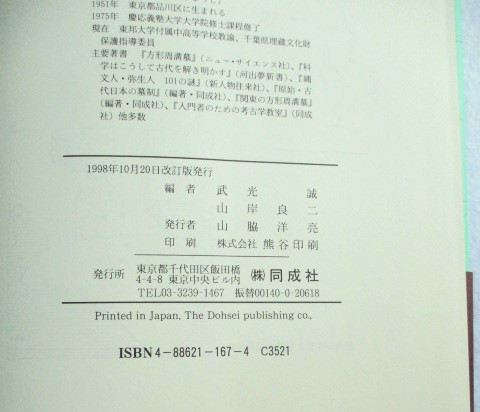 1951年　東京都品川区に生まれる
1975年　慶応義塾大学大学院修士課程修了
現在　東邦大学付属中高等学校教諭、千葉県埋蔵文化財
保護指導委員
主要著書　『方形周溝墓』（ニュー・サイエンス社）、『科
学はこうして古代を解き明かす』（河出夢新書）、『縄
文人・弥生人　101の謎』（新人物往来社）、『原始・古
代日本の墓制』（編著・同成社）、『関東の方形周溝墓』
（編著・同成社）、『入門者のための考古学教室』（同成
社）他多数
1998年10月20日改訂版発行
編者　武光　誠
山岸良二
発行者　山脇洋亮
印刷　株式会社　熊谷印刷
発行所　東京都千代田区飯田橋
4-4-8 東京中央ビル内　㈱同成社
TEL03-3239-1467　振替00140-0-20618
Printed in Japan, The Dohsei publishing co.,
ISBN4-88621-167-4　C3521